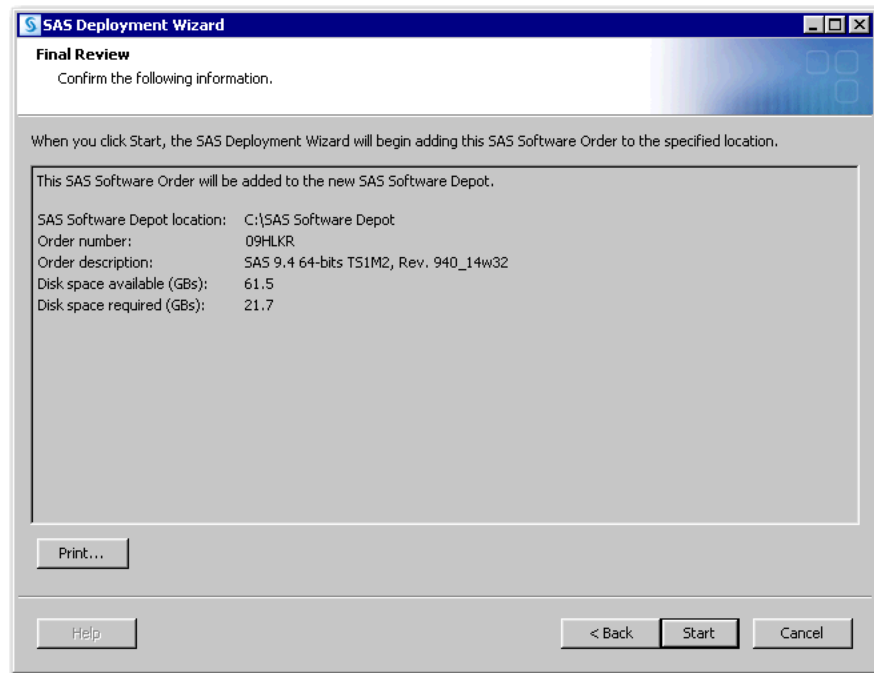 SAS Deployment Wizard
Final Review
Confirm the following information.
When you click Start, the SAS Deployment Wizard will begin adding this SAS Software Order to the specified location.
This SAS Software Order will be added to the new SAS Software Depot.
SAS Software Depot location: C:\SAS Software Depot
Order number: 09HLKR
Order description: SAS 9.4 64-bits TS1M2, Rev. 940_14w32
Disk space available (GBs): 61.5
Disk space required (GBs): 21.7
Print...
Help < Back Start Cancel